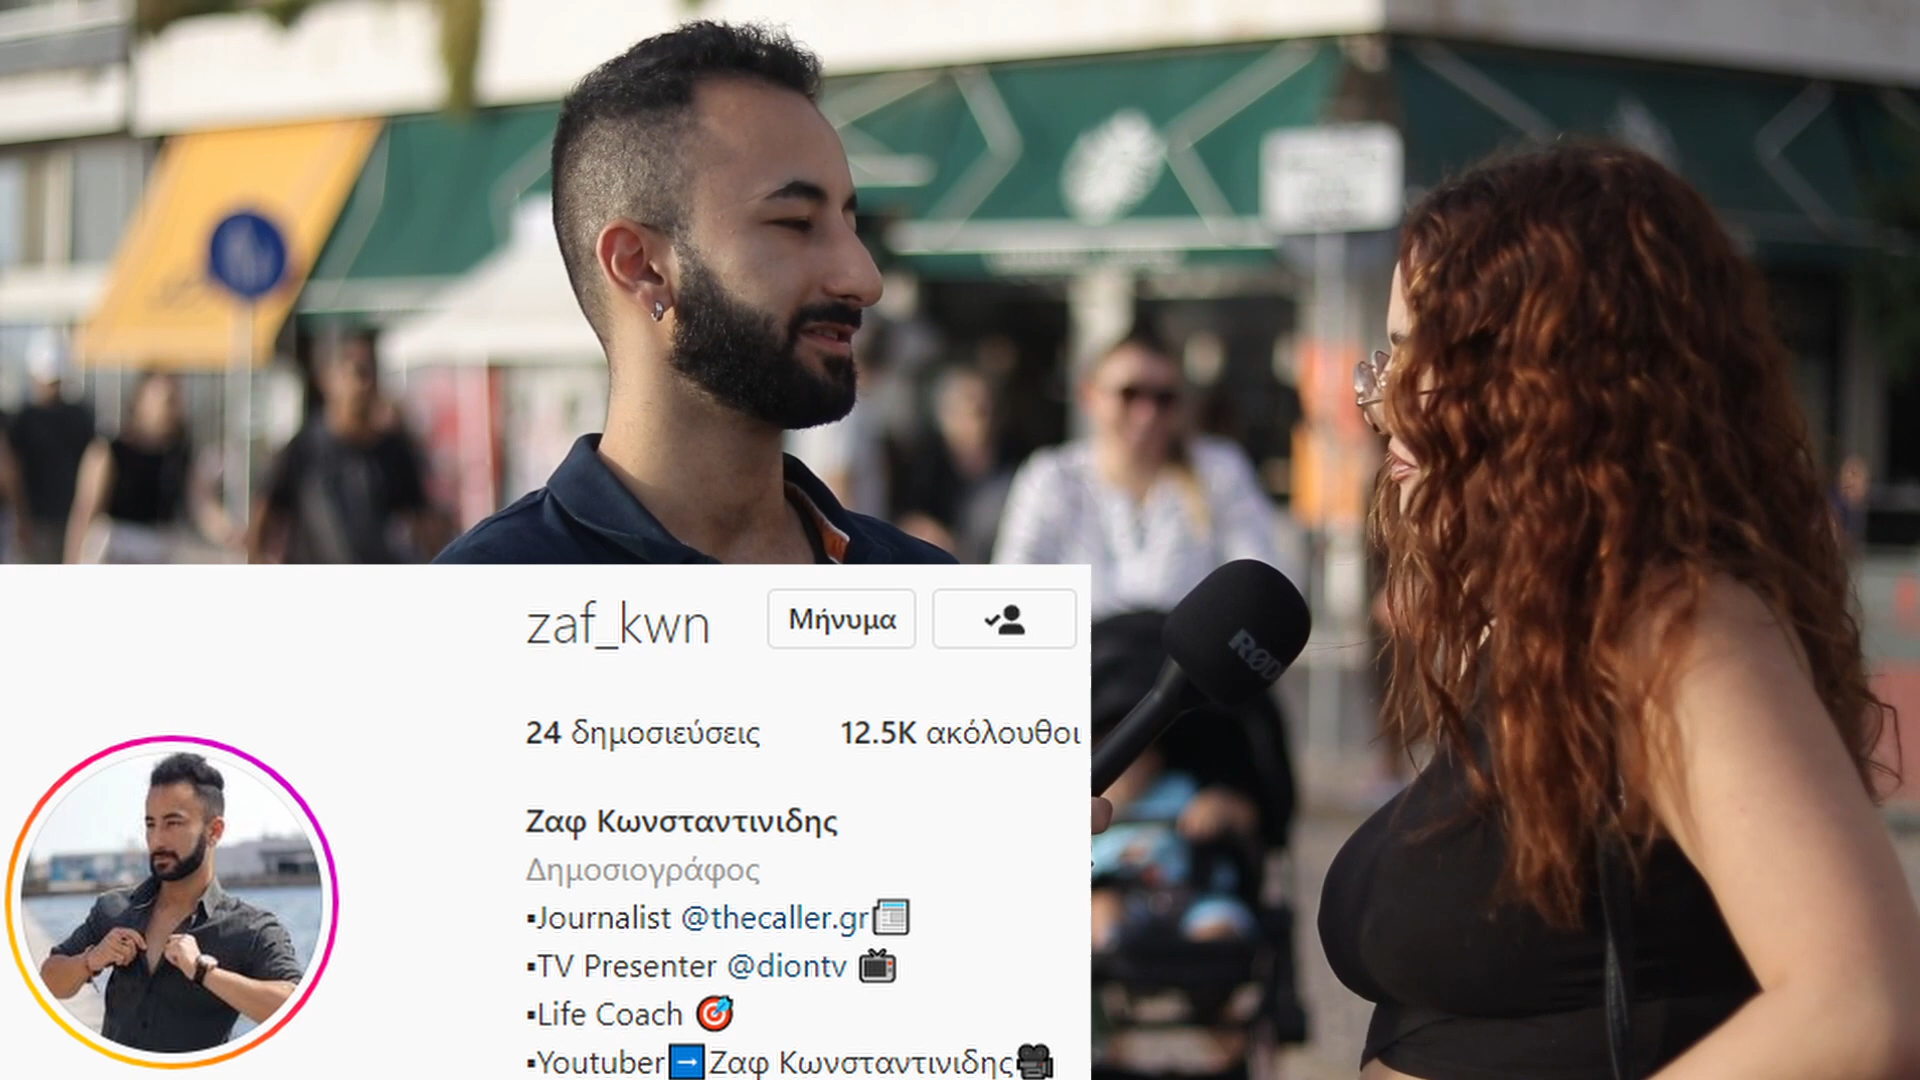 zaf_kwn
Μήνυμα
24 δημοσιεύσεις 12.5K ακόλουθοι
Ζαφ Κωνσταντινιδης
Δημοσιογράφος
▪Journalist @thecaller.gr📰
▪TV Presenter @diontv 📺
▪Life Coach 🎯
▪Youtuber➡️Ζαφ Κωνσταντινιδης🎥
RØD